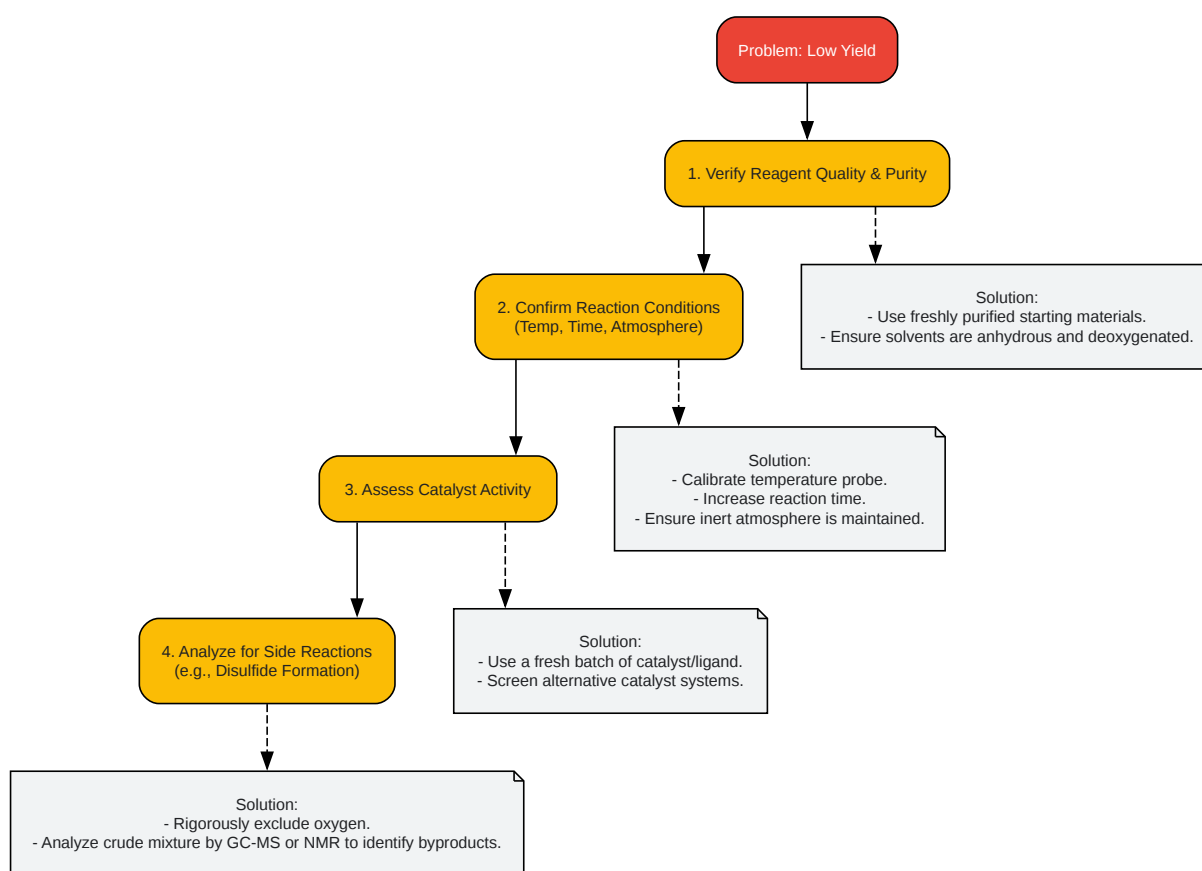 Problem: Low Yield
1. Verify Reagent Quality & Purity
Solution:
- Use freshly purified starting materials.
- Ensure solvents are anhydrous and deoxygenated.
2. Confirm Reaction Conditions
(Temp, Time, Atmosphere)
Solution:
- Calibrate temperature probe.
- Increase reaction time.
- Ensure inert atmosphere is maintained.
3. Assess Catalyst Activity
Solution:
- Use a fresh batch of catalyst/ligand.
- Screen alternative catalyst systems.
4. Analyze for Side Reactions
(e.g., Disulfide Formation)
Solution:
- Rigorously exclude oxygen.
- Analyze crude mixture by GC-MS or NMR to identify byproducts.